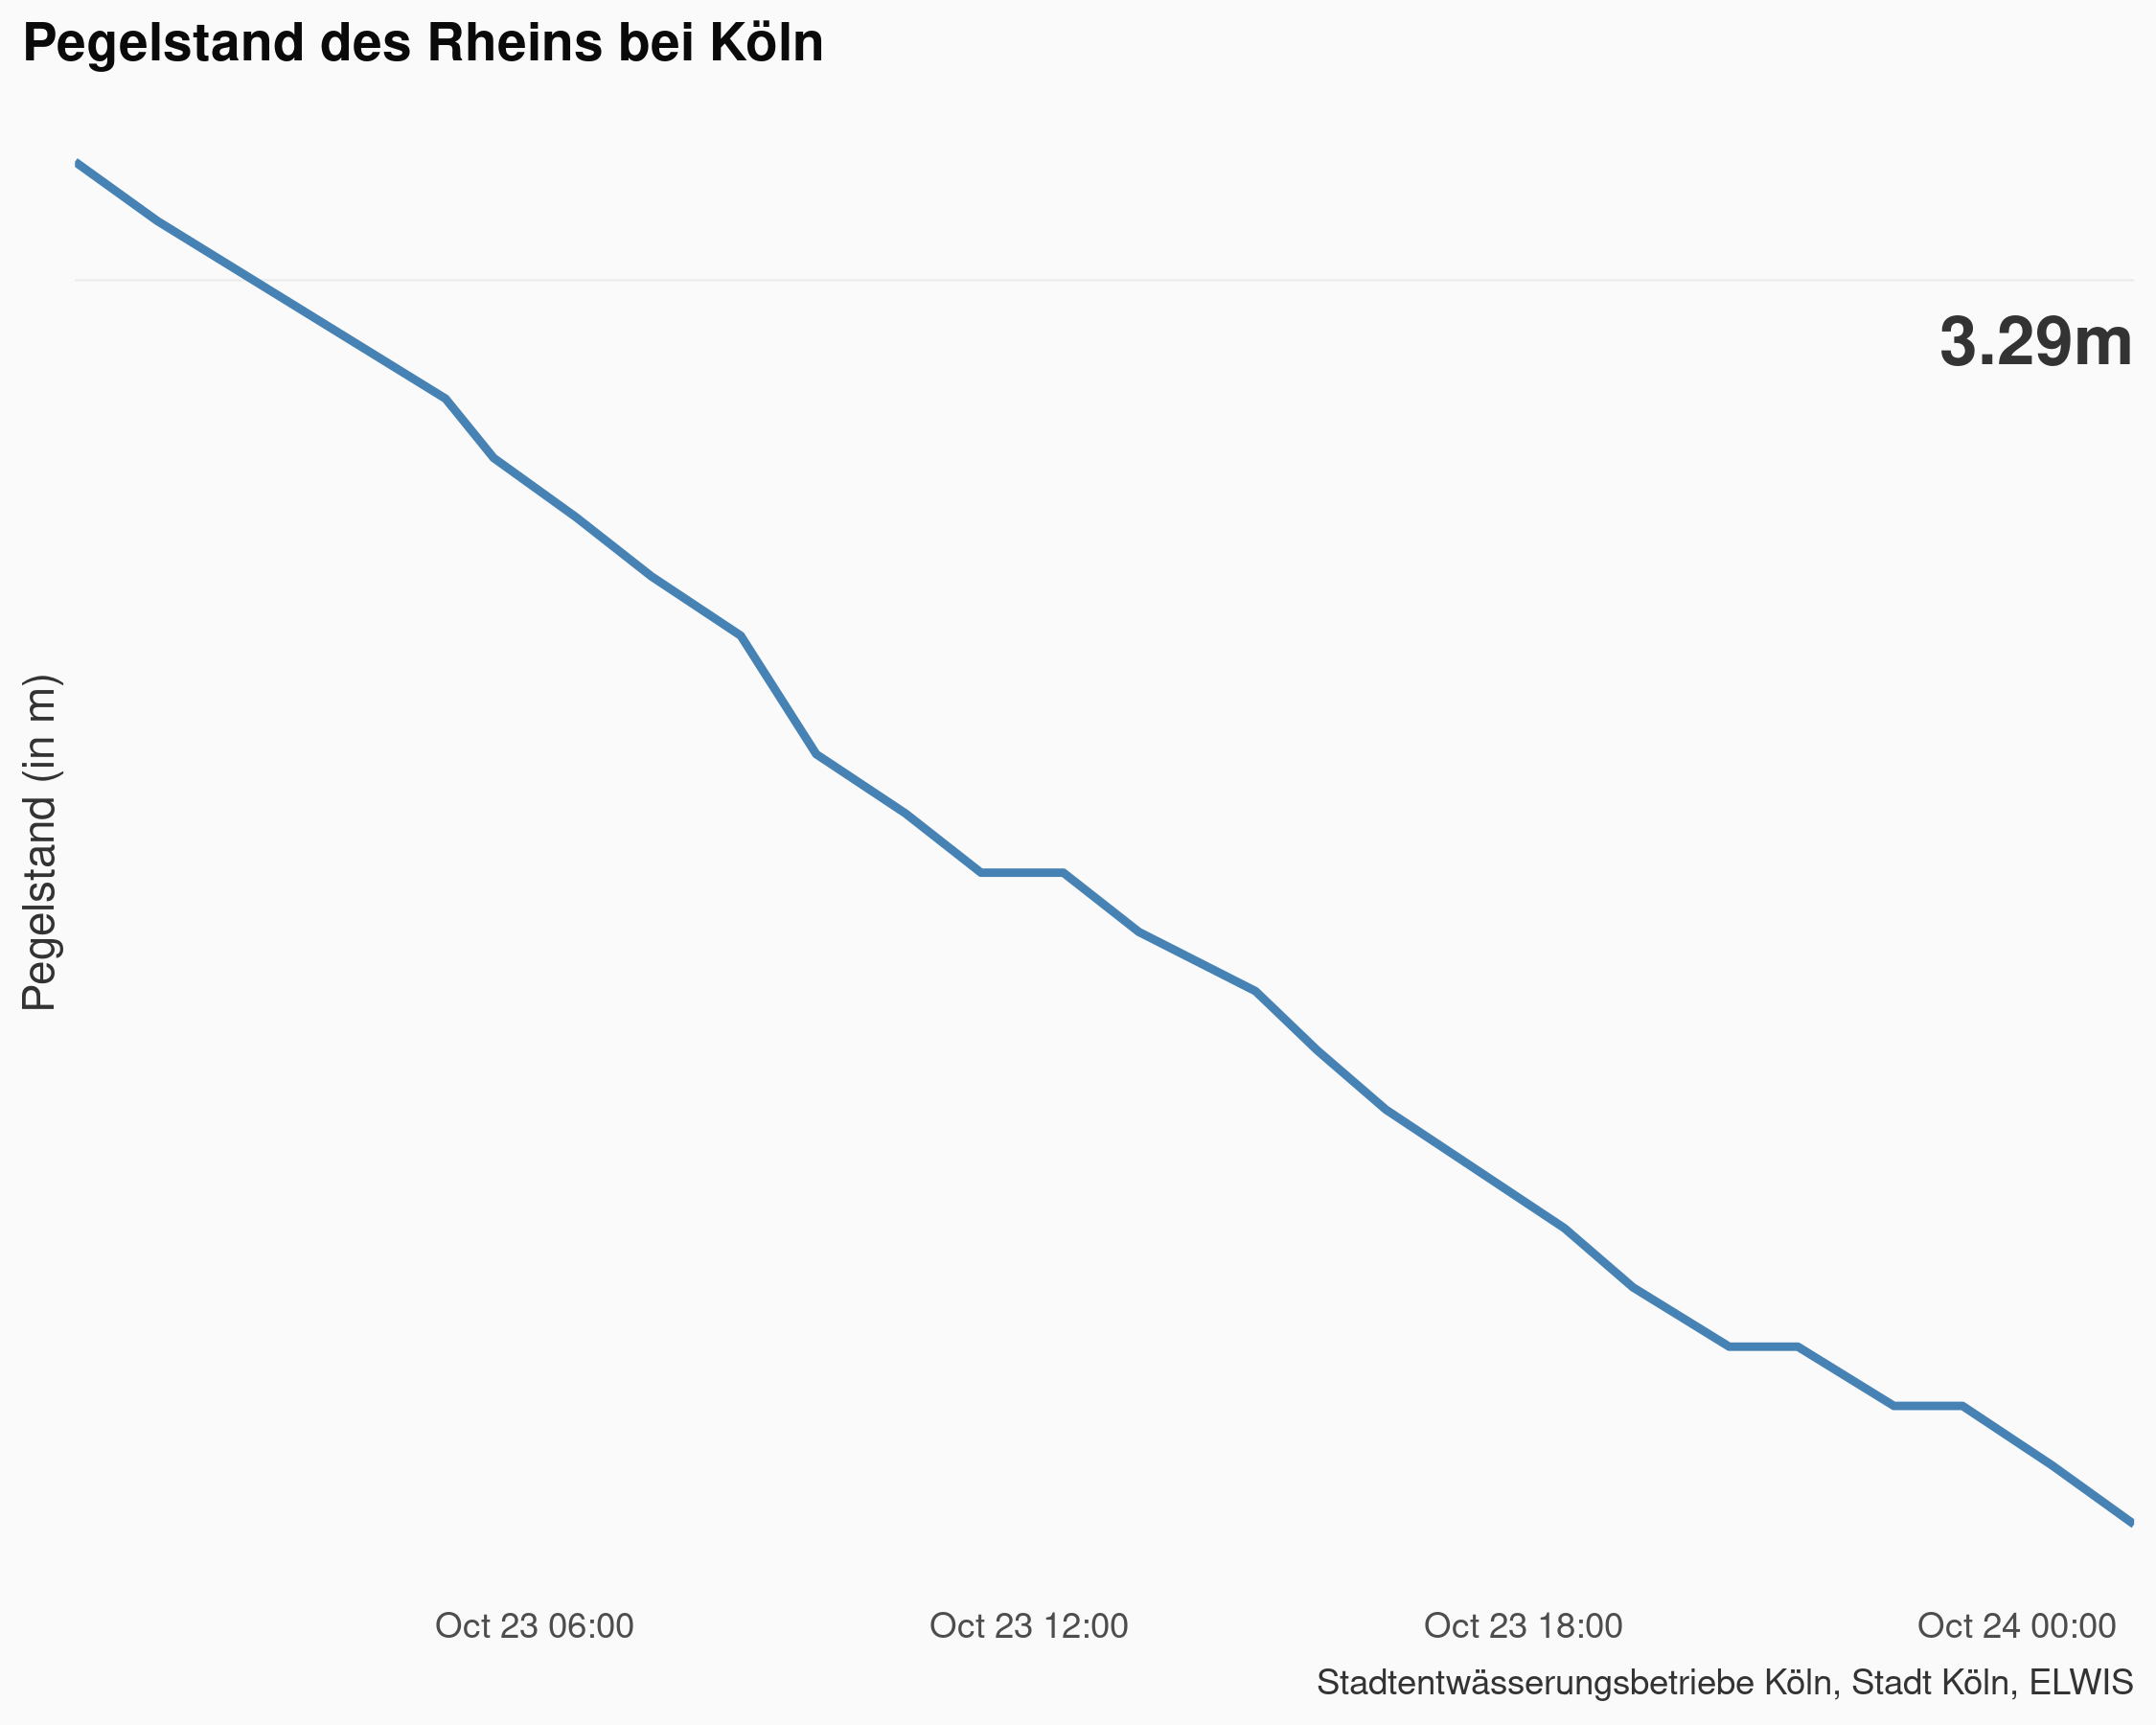 Pegelstand des Rheins bei Köln
3.29m
Pegelstand (in m)
Oct 23 06:00 Oct 23 12:00 Oct 23 18:00 Oct 24 00:00
Stadtentwässerungsbetriebe Köln, Stadt Köln, ELWIS